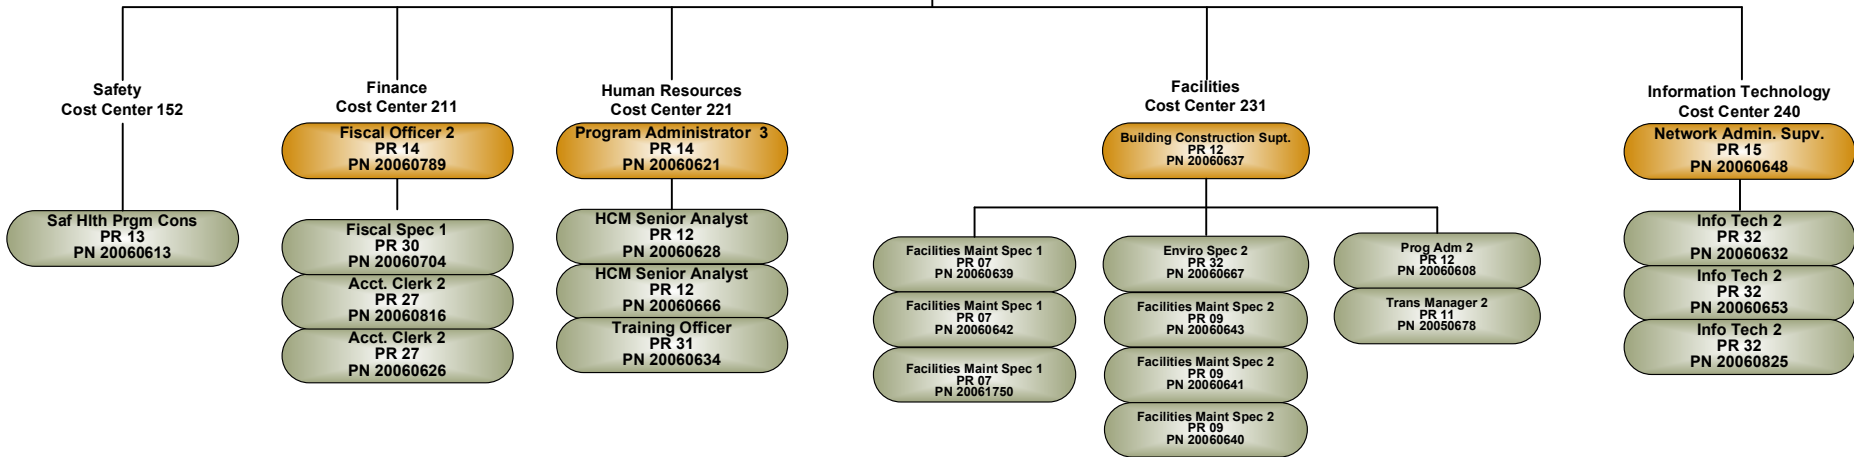 Safety
Cost Center 152
Saf Hlth Prgm Cons
PR 13
PN 20060613
Finance
Cost Center 211
Fiscal Officer 2
PR 14
PN 20060789
Fiscal Spec 1
PR 30
PN 20060704
Acct. Clerk 2
PR 27
PN 20060816
Acct. Clerk 2
PR 27
PN 20060626
Human Resources
Cost Center 221
Program Administrator 3
PR 14
PN 20060621
HCM Senior Analyst
PR 12
PN 20060628
HCM Senior Analyst
PR 12
PN 20060666
Training Officer
PR 31
PN 20060634
Facilities
Cost Center 231
Building Construction Supt.
PR 12
PN 20060637
Facilities Maint Spec 1
PR 07
PN 20060639
Facilities Maint Spec 1
PR 07
PN 20060642
Facilities Maint Spec 1
PR 07
PN 20061750
Enviro Spec 2
PR 32
PN 20060667
Facilities Maint Spec 2
PR 09
PN 20060643
Facilities Maint Spec 2
PR 09
PN 20060641
Facilities Maint Spec 2
PR 09
PN 20060640
Prog Adm 2
PR 12
PN 20060608
Trans Manager 2
PR 11
PN 20050678
Information Technology
Cost Center 240
Network Admin. Supv.
PR 15
PN 20060648
Info Tech 2
PR 32
PN 20060632
Info Tech 2
PR 32
PN 20060653
Info Tech 2
PR 32
PN 20060825